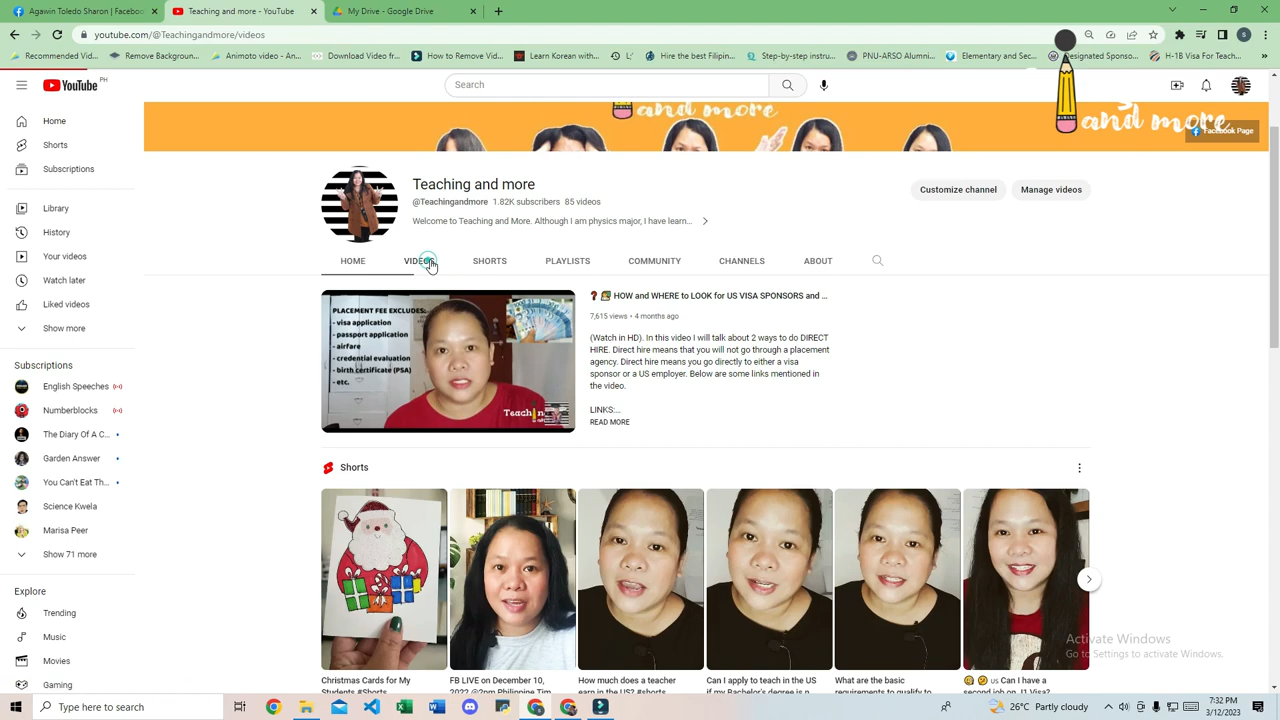 Agawin Toledo Sharon
Teaching and more - YouTube
Animoto Video and
youtube.com/@Teachingandmore/videos
Recommended Vid...
Remove Background...
Animoto video -
Download Video fr...
How to Remove Vid...
Learn Korean with...
Hire the best Filipin...
Step-by-step instru...
PNU-ARSO Alumni...
Elementary and Sec...
Designated Sponso...
H-1B Visa For Teach...
YouTube PH
Search
and more
Facebook Page
Home
Shorts
Subscriptions
Library
History
Your videos
Watch later
Liked videos
Show more
Subscriptions
English Speeches
Numberblocks
The Diary Of A C...
Garden Answer
You Can't Eat Th...
Science Kwela
Marisa Peer
Show 71 more
Explore
Trending
Music
Movies
Gaming
and more
Teaching and more
@Teachingandmore 1.82K subscribers 85 videos
Welcome to Teaching and More. Although I am physics major, I have learn...
Customize channel
Manage videos
HOME
SHORTS
PLAYLISTS
COMMUNITY
CHANNELS
ABOUT
PLACEMENT FEE EXCLUDES:
- visa application
- passport application
- airfare
- credential evaluation
- birth certificate (PSA)
- etc.
❓ HOW and WHERE to LOOK for US VISA SPONSORS and ...
7,615 views • 4 months ago
(Watch in HD). In this video I will talk about 2 ways to do DIRECT
HIRE. Direct hire means that you will not go through a placement
agency. Direct hire means you go directly to either a visa
sponsor or a US employer. Below are some links mentioned in
the video.
LINKS:...
READ MORE
Shorts
Christmas Cards for My
Students #Shorts
FB LIVE on December 10,
2022 @2pm Philippine Tim
How much does a teacher
earn in the US? #shorts
Can I apply to teach in the US
if my Bachelor's degree is n
What are the basic
requirements to qualify to
us Can I have a
second job on J1 Visa?
Activate Windows
Go to Settings to activate Windows.
Type here to search
26°C Partly cloudy
7:32 PM
3/12/2023